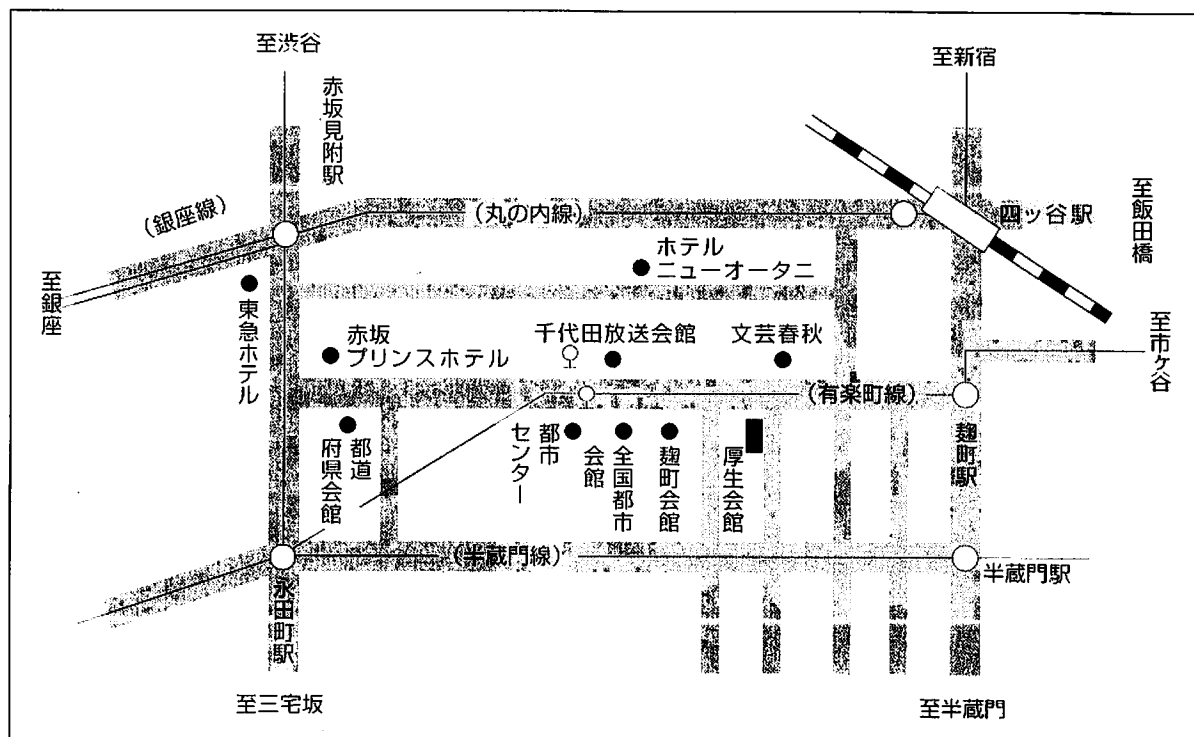 至渋谷
至新宿
赤坂見附駅
(銀座線)
(丸の内線)
四ッ谷駅
至飯田橋
ホテル
ニューオータニ
至銀座
東急ホテル
赤坂
プリンスホテル
千代田放送会館
文芸春秋
至市ヶ谷
(有楽町線)
都道
府県会館
都市
センター
会館
全国都市
麹町会館
厚生会館
麹町駅
(半蔵門線)
半蔵門駅
永田町駅
至三宅坂
至半蔵門